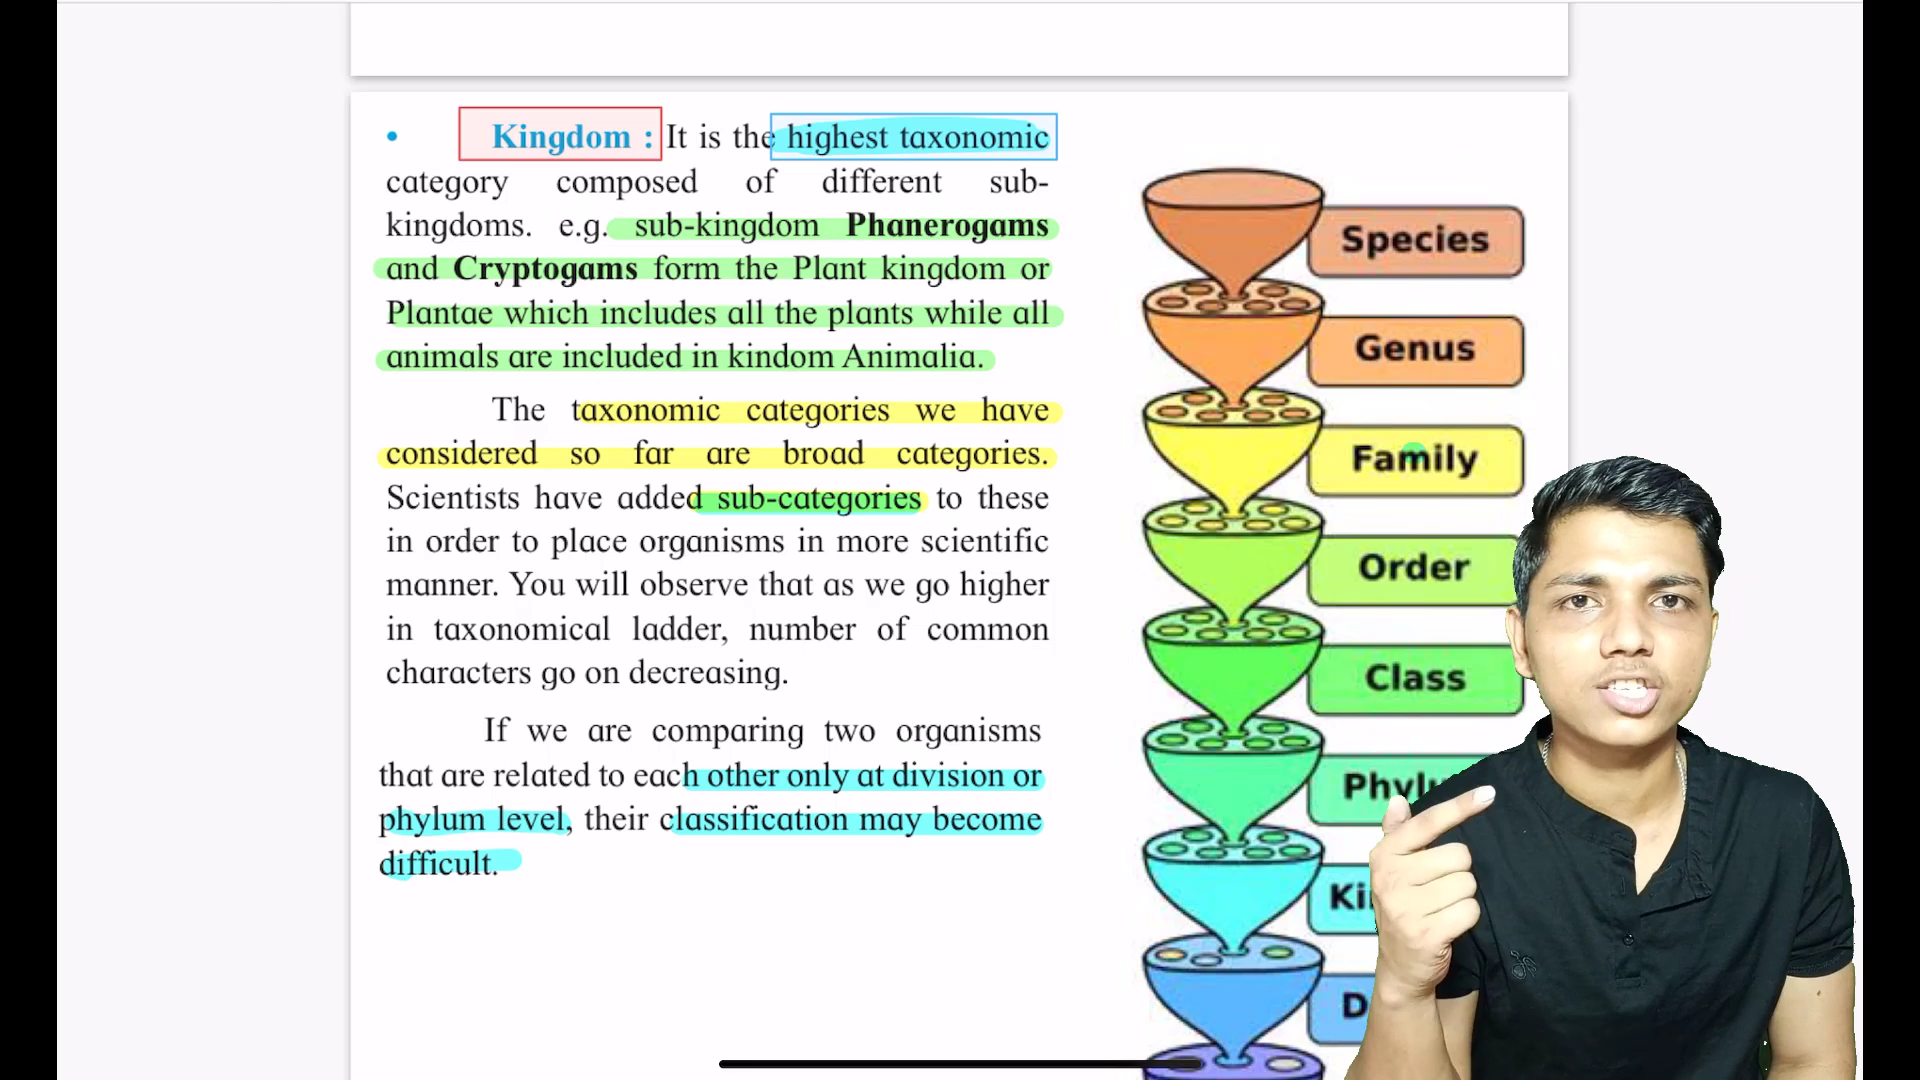 • Kingdom : It is the highest taxonomic
category composed of different sub-
kingdoms. e.g. sub-kingdom Phanerogams
and Cryptogams form the Plant kingdom or
Plantae which includes all the plants while all
animals are included in kindom Animalia.
The taxonomic categories we have
considered so far are broad categories.
Scientists have added sub-categories to these
in order to place organisms in more scientific
manner. You will observe that as we go higher
in taxonomical ladder, number of common
characters go on decreasing.
If we are comparing two organisms
that are related to each other only at division or
phylum level, their classification may become
difficult.
Species
Genus
Family
Order
Class